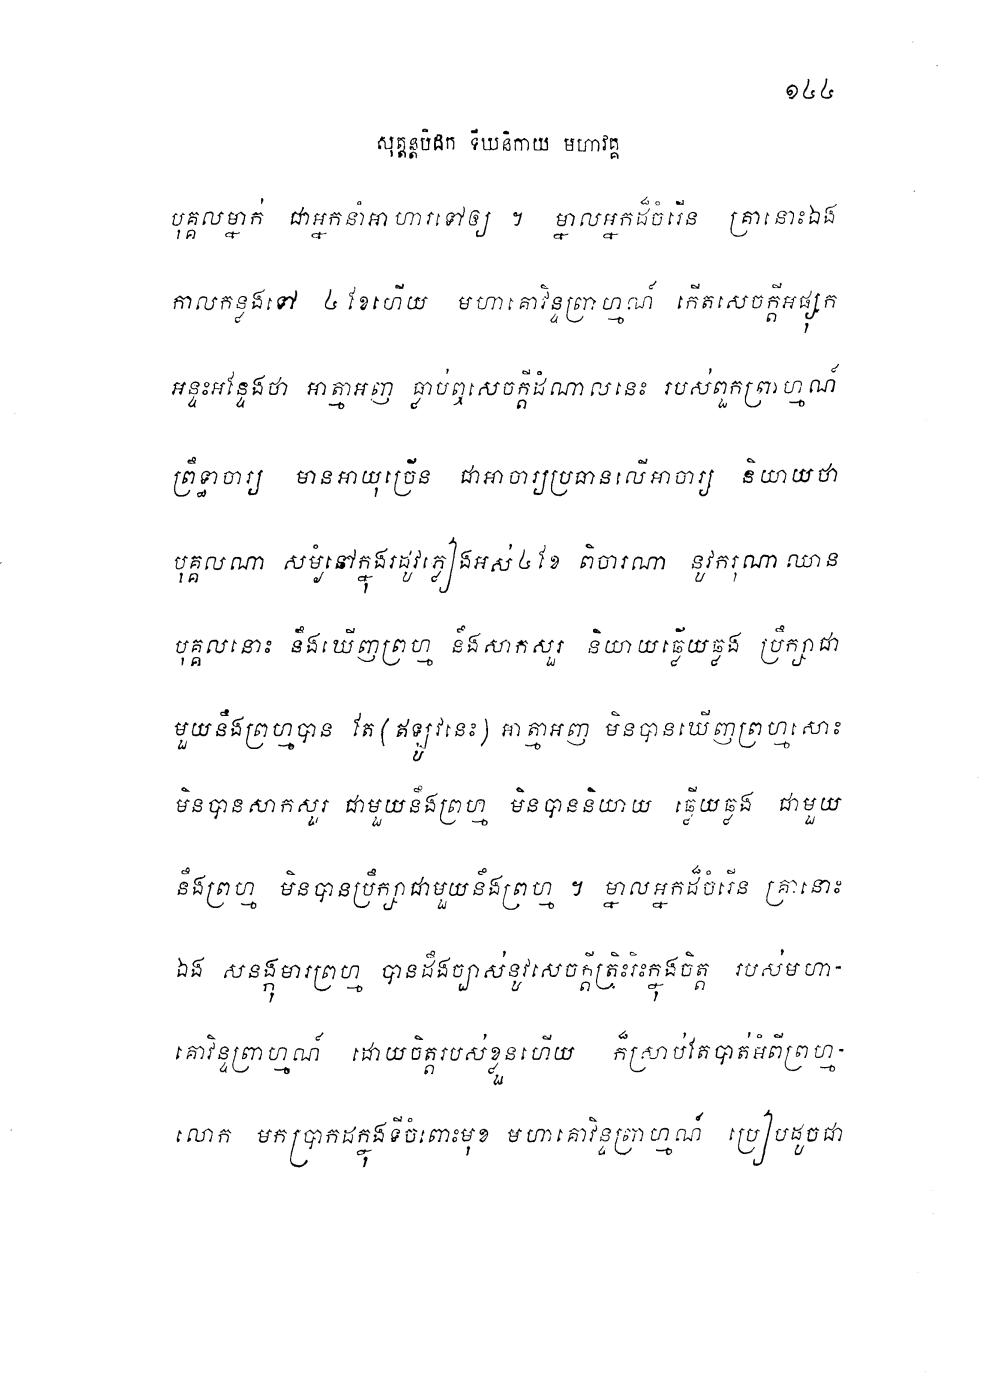 ១៤៤
សុត្តន្តបិដក ទីឃនិកាយ មហាវគ្គ
បុគ្គលម្នាក់ ជាអ្នកនាំអាហារទៅឲ្យ ។ ម្នាលអ្នកដ៏ចំរើន គ្រានោះឯង
កាលកន្លងទៅ ៤ ខែហើយ មហាគោវិន្ទព្រាហ្មណ៍ កើតសេចក្តីអផ្សុក
អន្ទះអន្ទែងថា អាត្មាអញ ធ្លាប់ឮសេចក្តីដំណាលនេះ របស់ពួកព្រាហ្មណ៍
ព្រឹទ្ធាចារ្យ មានអាយុច្រើន ជាអាចារ្យប្រធានលើអាចារ្យ និយាយថា
បុគ្គលណា សម្ងំនៅក្នុងរដូវភ្លៀងអស់៤ខែ ពិចារណា នូវករុណាឈាន
បុគ្គលនោះ នឹងឃើញព្រហ្ម នឹងសាកសួរ និយាយឆ្លើយឆ្លង ប្រឹក្សាជា
មួយនឹងព្រហ្មបាន តែ(ឥឡូវនេះ) អាត្មាអញ មិនបានឃើញព្រហ្មសោះ
មិនបានសាកសួរ ជាមួយនឹងព្រហ្ម មិនបាននិយាយ ឆ្លើយឆ្លង ជាមួយ
នឹងព្រហ្ម មិនបានប្រឹក្សាជាមួយនឹងព្រហ្ម ។ ម្នាលអ្នកដ៏ចំរើន គ្រានោះ
ឯង សនង្កុមារព្រហ្ម បានដឹងច្បាស់នូវសេចក្តីត្រិះរិះក្នុងចិត្ត របស់មហា-
គោវិន្ទព្រាហ្មណ៍ ដោយចិត្តរបស់ខ្លួនហើយ ក៏ស្រាប់តែបាត់អំពីព្រហ្ម-
លោក មកប្រាកដក្នុងទីចំពោះមុខ មហាគោវិន្ទព្រាហ្មណ៍ ប្រៀបដូចជា